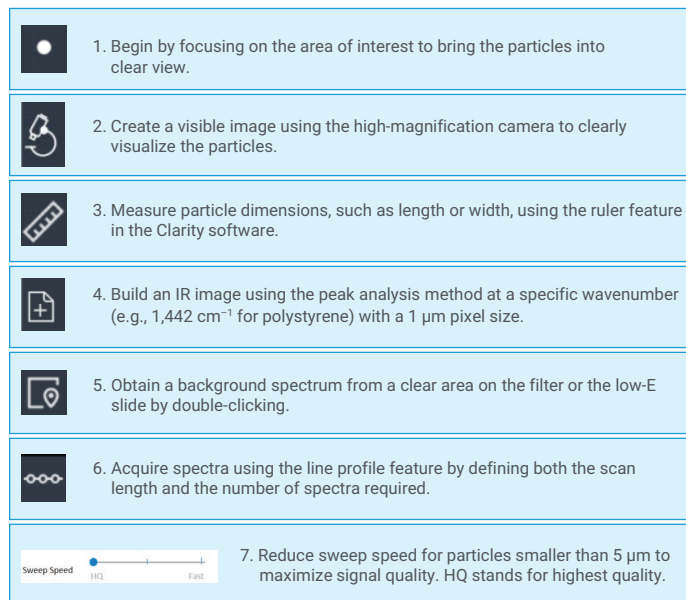 1. Begin by focusing on the area of interest to bring the particles into
clear view.
2. Create a visible image using the high-magnification camera to clearly
visualize the particles.
3. Measure particle dimensions, such as length or width, using the ruler feature
in the Clarity software.
4. Build an IR image using the peak analysis method at a specific wavenumber
(e.g., 1,442 cm⁻¹ for polystyrene) with a 1 µm pixel size.
5. Obtain a background spectrum from a clear area on the filter or the low-E
slide by double-clicking.
6. Acquire spectra using the line profile feature by defining both the scan
length and the number of spectra required.
Sweep Speed
HQ Fast
7. Reduce sweep speed for particles smaller than 5 µm to
maximize signal quality. HQ stands for highest quality.